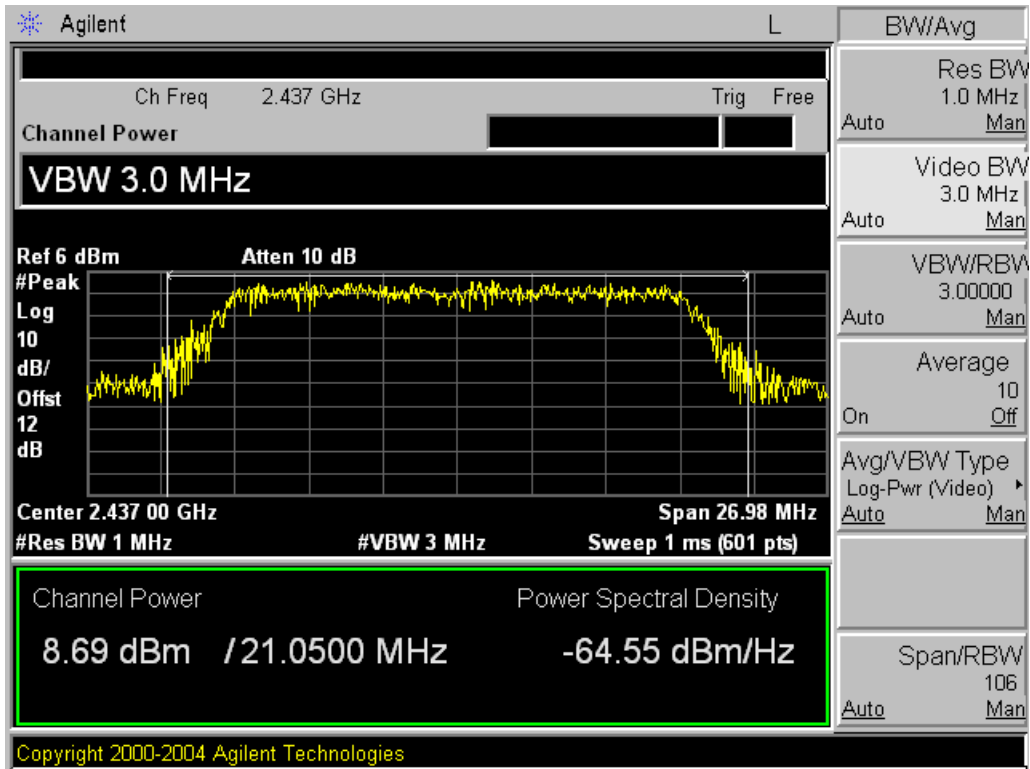 Agilent L
Ch Freq 2.437 GHz Trig Free
Channel Power
VBW 3.0 MHz
Ref 6 dBm Atten 10 dB
#Peak
Log
10
dB/
Offst
12
dB
Center 2.437 00 GHz Span 26.98 MHz
#Res BW 1 MHz #VBW 3 MHz Sweep 1 ms (601 pts)
Channel Power Power Spectral Density
8.69 dBm / 21.0500 MHz -64.55 dBm/Hz
Copyright 2000-2004 Agilent Technologies
BW/Avg
Res BW
1.0 MHz
Auto Man
Video BW
3.0 MHz
Auto Man
VBW/RBW
3.00000
Auto Man
Average
10
On Off
Avg/VBW Type
Log-Pwr (Video)
Auto Man
Span/RBW
106
Auto Man